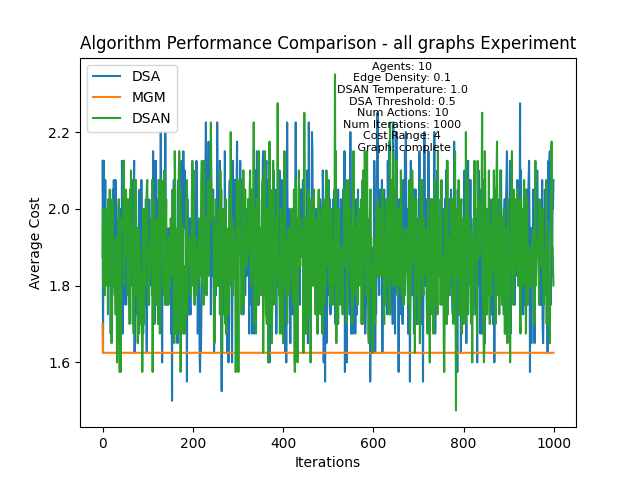 Algorithm Performance Comparison - all graphs Experiment
DSA
MGM
DSAN
Agents: 10
Edge Density: 0.1
DSAN Temperature: 1.0
DSA Threshold: 0.5
Num Actions: 10
Num Iterations: 1000
Cost Range: 4
Graph: complete
Average Cost
2.2
2.0
1.8
1.6
0 200 400 600 800 1000
Iterations